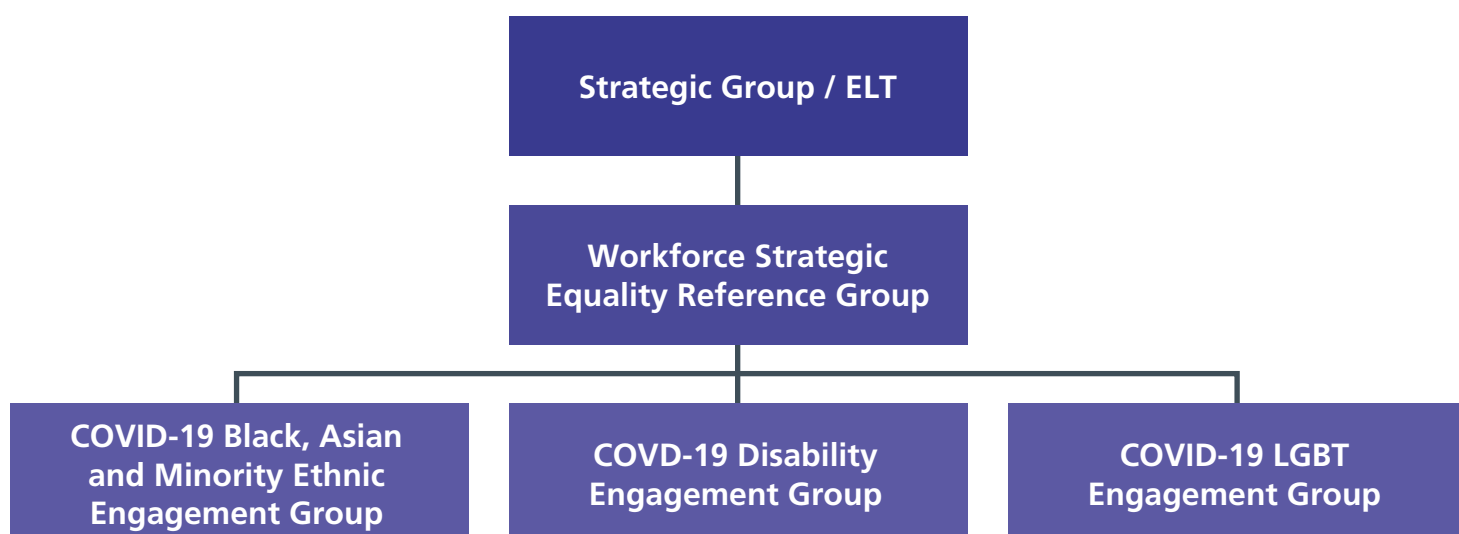 Strategic Group / ELT
Workforce Strategic
Equality Reference Group
COVID-19 Black, Asian
and Minority Ethnic
Engagement Group
COVD-19 Disability
Engagement Group
COVID-19 LGBT
Engagement Group